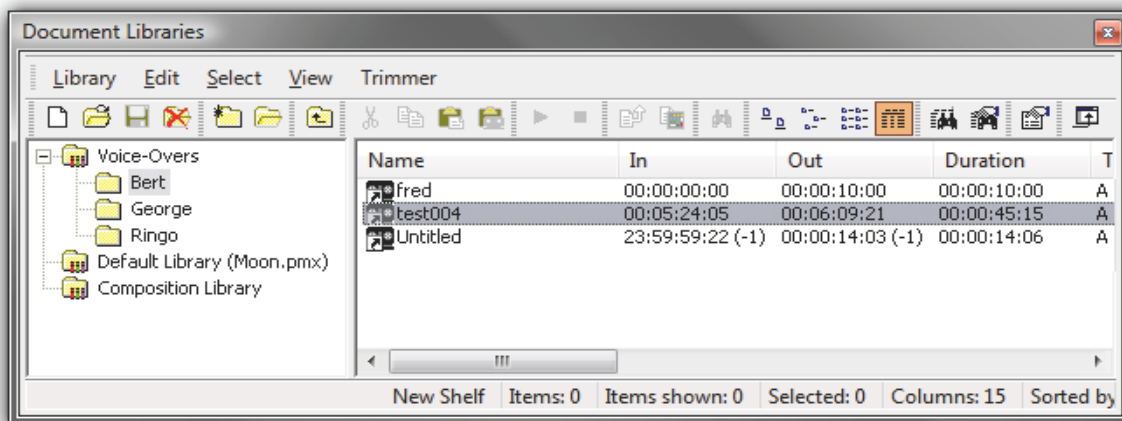 Document Libraries
Library Edit Select View Trimmer
Voice-Overs
Bert
George
Ringo
Default Library (Moon.pmx)
Composition Library
Name In Out Duration T
fred 00:00:00:00 00:00:10:00 00:00:10:00 A
test004 00:05:24:05 00:06:09:21 00:00:45:15 A
Untitled 23:59:59:22 (-1) 00:00:14:03 (-1) 00:00:14:06 A
New Shelf Items: 0 Items shown: 0 Selected: 0 Columns: 15 Sorted by